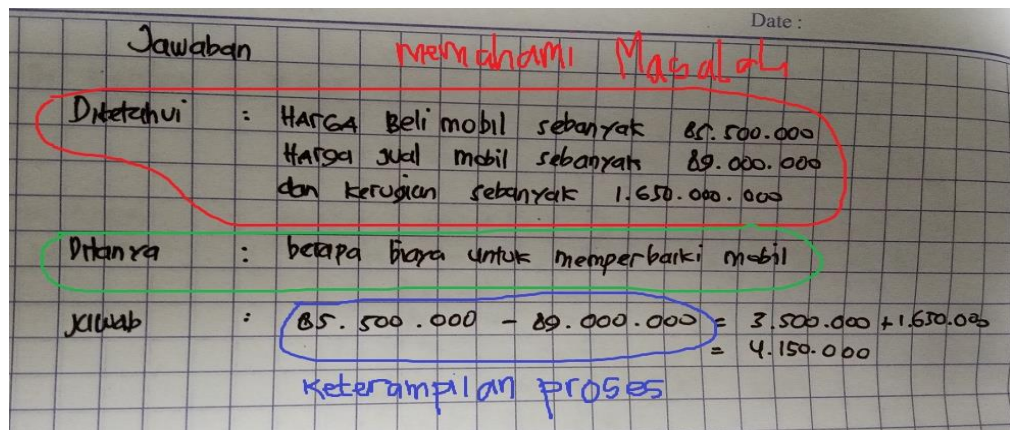 Date :
Jawaban
Memahami Masalah
Diketahui : HARGA Beli mobil sebanyak 85.500.000
Harga jual mobil sebanyak 89.000.000
dan kerugian sebanyak 1.650.000.000
Ditanya : berapa biaya untuk memperbaiki mobil
Jawab : 85.500.000 - 89.000.000 = 3.500.000 + 1.650.000
= 4.150.000
Keterampilan proses